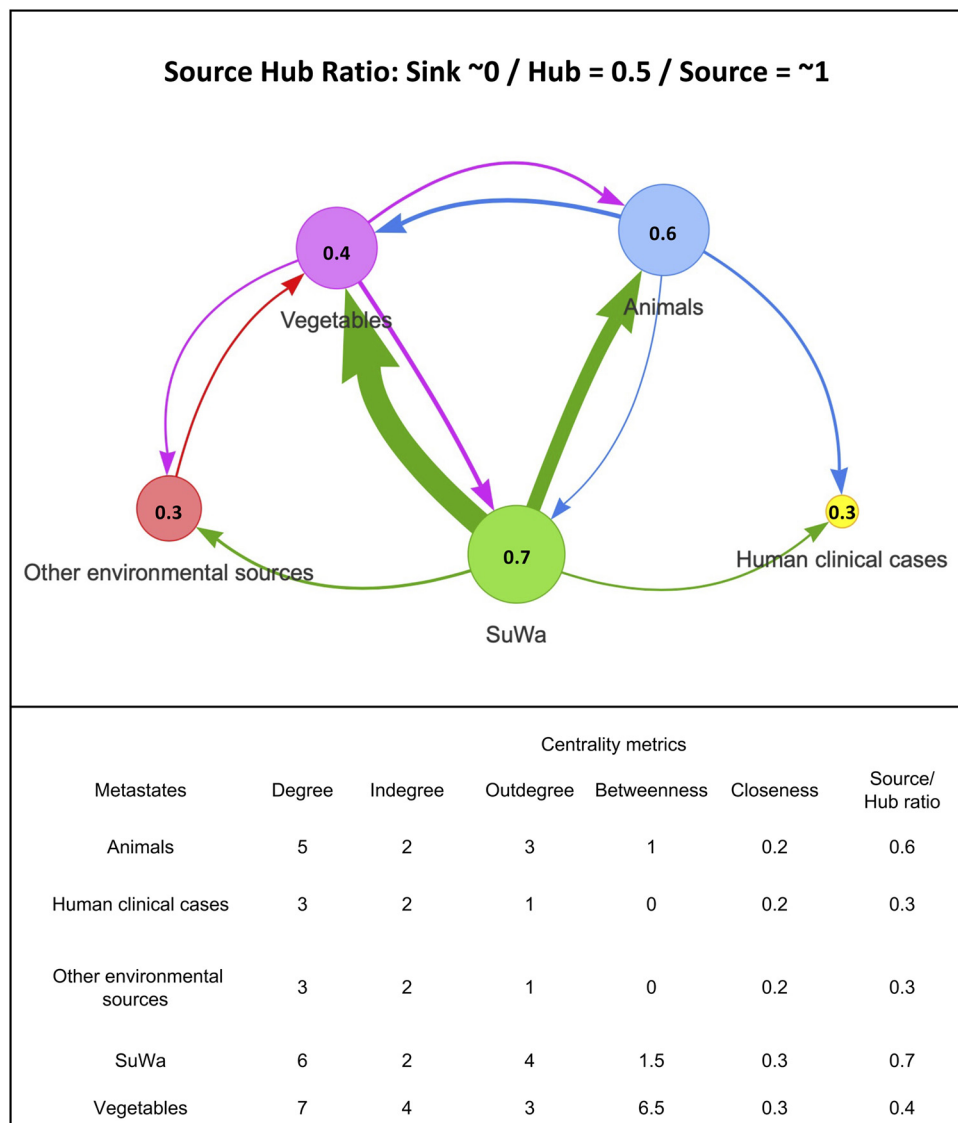 Source Hub Ratio: Sink ~0 / Hub = 0.5 / Source = ~1
0.4
0.6
Vegetables
Animals
0.3
0.3
0.7
Other environmental sources
Human clinical cases
SuWa
Centrality metrics
Metastates Degree Indegree Outdegree Betweenness Closeness Source/
Hub ratio
Animals 5 2 3 1 0.2 0.6
Human clinical cases 3 2 1 0 0.2 0.3
Other environmental
sources 3 2 1 0 0.2 0.3
SuWa 6 2 4 1.5 0.3 0.7
Vegetables 7 4 3 6.5 0.3 0.4